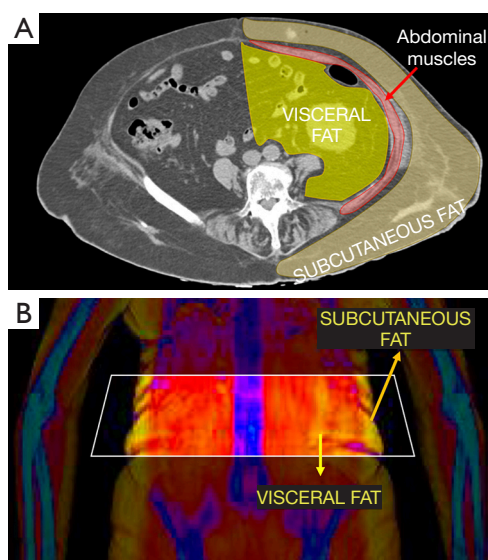 A
Abdominal
muscles
VISCERAL
FAT
SUBCUTANEOUS FAT
B
SUBCUTANEOUS
FAT
VISCERAL FAT